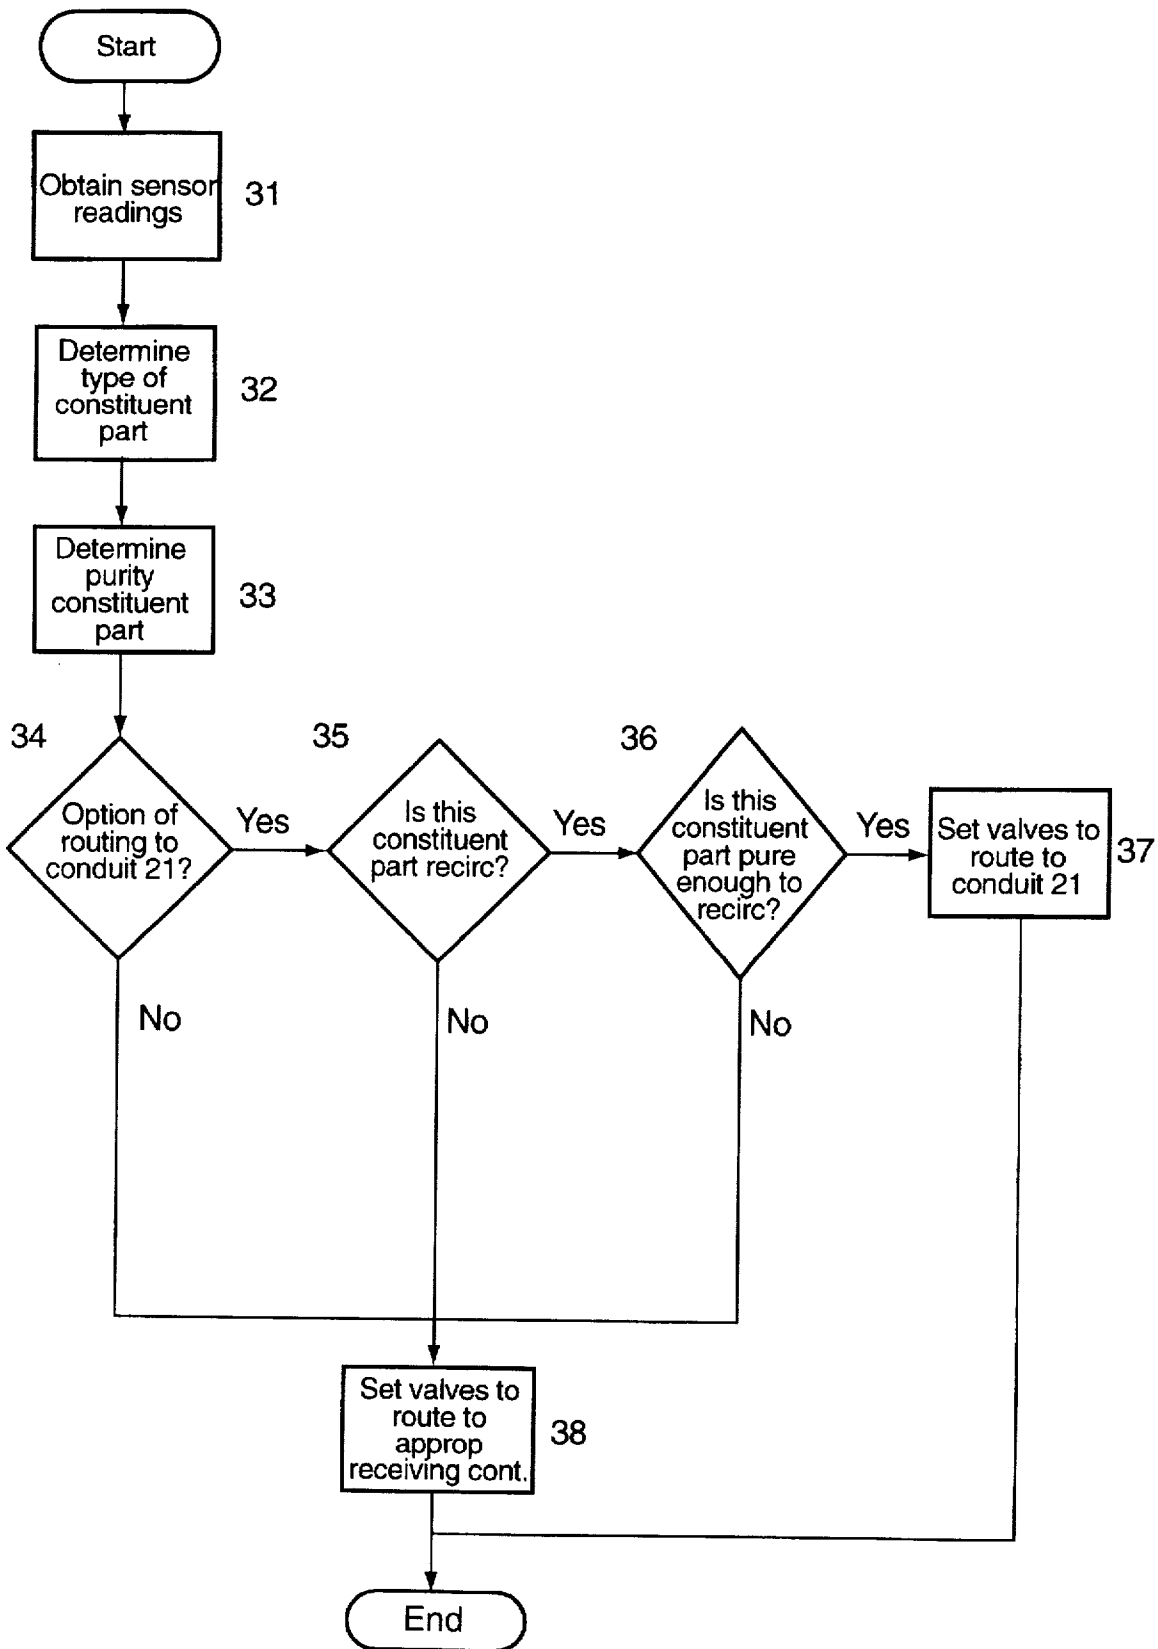 Start
Obtain sensor
readings
31
Determine
type of
constituent
part
32
Determine
purity
constituent
part
33
34
Option of
routing to
conduit 21?
Yes
35
Is this
constituent
part recirc?
Yes
36
Is this
constituent
part pure
enough to
recirc?
Yes
Set valves to
route to
conduit 21
37
No
No
No
Set valves to
route to
approp
receiving cont.
38
End